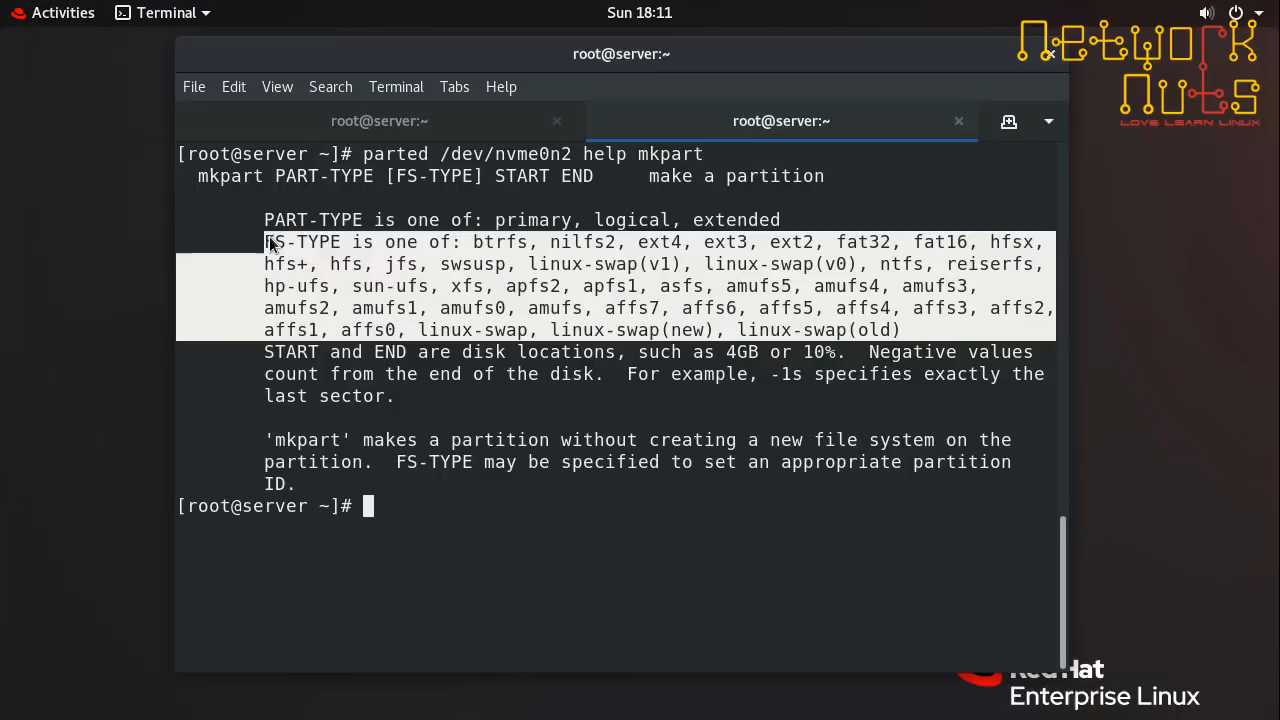 Activities Terminal Sun 18:11
Network
Nuts
LOVE LEARN LINUX
root@server:~
File Edit View Search Terminal Tabs Help
root@server:~ × root@server:~ ×
[root@server ~]# parted /dev/nvme0n2 help mkpart
mkpart PART-TYPE [FS-TYPE] START END make a partition
PART-TYPE is one of: primary, logical, extended
FS-TYPE is one of: btrfs, nilfs2, ext4, ext3, ext2, fat32, fat16, hfsx,
hfs+, hfs, jfs, swsusp, linux-swap(v1), linux-swap(v0), ntfs, reiserfs,
hp-ufs, sun-ufs, xfs, apfs2, apfs1, asfs, amufs5, amufs4, amufs3,
amufs2, amufs1, amufs0, amufs, affs7, affs6, affs5, affs4, affs3, affs2,
affs1, affs0, linux-swap, linux-swap(new), linux-swap(old)
START and END are disk locations, such as 4GB or 10%. Negative values
count from the end of the disk. For example, -1s specifies exactly the
last sector.
'mkpart' makes a partition without creating a new file system on the
partition. FS-TYPE may be specified to set an appropriate partition
ID.
[root@server ~]#
Red Hat
Enterprise Linux